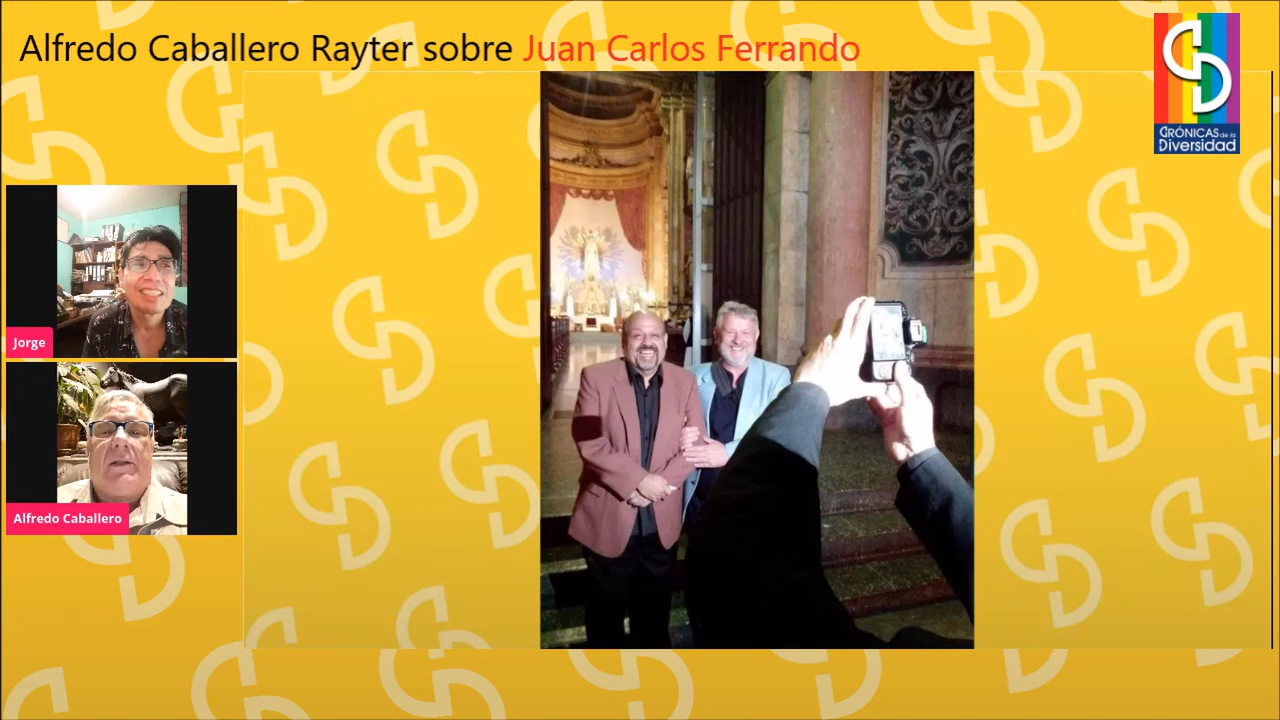 Alfredo Caballero Rayter sobre Juan Carlos Ferrando
CRÓNICAS de la
Diversidad
Jorge
Alfredo Caballero